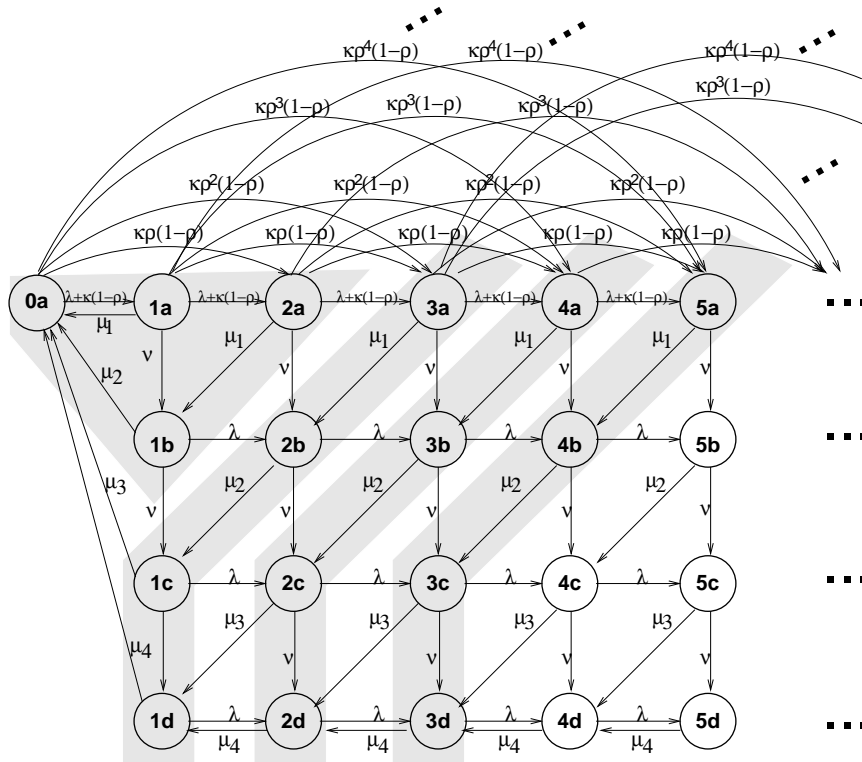 κρ⁴(1−ρ) κρ⁴(1−ρ) κρ⁴(1−ρ)
κρ³(1−ρ) κρ³(1−ρ) κρ³(1−ρ) κρ³(1−ρ)
κρ²(1−ρ) κρ²(1−ρ) κρ²(1−ρ) κρ²(1−ρ)
κρ(1−ρ) κρ(1−ρ) κρ(1−ρ) κρ(1−ρ) κρ(1−ρ)
0a λ+κ(1−ρ) 1a λ+κ(1−ρ) 2a λ+κ(1−ρ) 3a λ+κ(1−ρ) 4a λ+κ(1−ρ) 5a
μ₁
μ₂ ν μ₁ ν μ₁ ν μ₁ ν μ₁ ν
1b λ 2b λ 3b λ 4b λ 5b
μ₃ ν μ₂ ν μ₂ ν μ₂ ν μ₂ ν
1c λ 2c λ 3c λ 4c λ 5c
μ₄ μ₃ ν μ₃ ν μ₃ ν μ₃ ν
1d λ 2d λ 3d λ 4d λ 5d
μ₄ μ₄ μ₄ μ₄